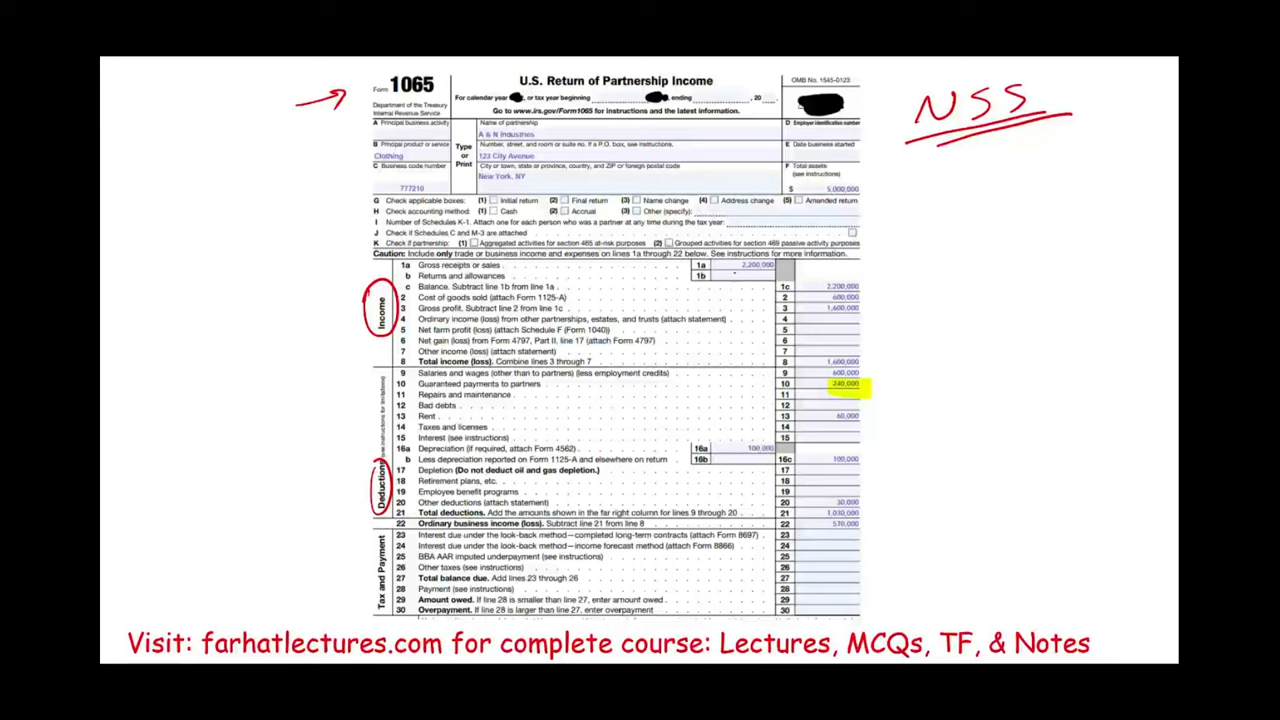 Form 1065
U.S. Return of Partnership Income
OMB No. 1545-0123
NSS
Department of the Treasury
Internal Revenue Service
For calendar year , or tax year beginning , ending , 20 .
Go to www.irs.gov/Form1065 for instructions and the latest information.
A Principal business activity
Name of partnership
D Employer identification number
A & N Industries
B Principal product or service
Type or Print
Number, street, and room or suite no. If a P.O. box, see instructions.
E Date business started
Clothing
123 City Avenue
C Business code number
City or town, state or province, country, and ZIP or foreign postal code
F Total assets
(see instructions)
New York, NY
777210
$ 5,000,000
G Check applicable boxes: (1) Initial return (2) Final return (3) Name change (4) Address change (5) Amended return
H Check accounting method: (1) Cash (2) Accrual (3) Other (specify):
I Number of Schedules K-1. Attach one for each person who was a partner at any time during the tax year:
J Check if Schedules C and M-3 are attached
K Check if partnership: (1) Aggregated activities for section 465 at-risk purposes (2) Grouped activities for section 469 passive activity purposes
Caution: Include only trade or business income and expenses on lines 1a through 22 below. See instructions for more information.
Income
1a Gross receipts or sales 1a 2,200,000
b Returns and allowances 1b
c Balance. Subtract line 1b from line 1a 1c 2,200,000
2 Cost of goods sold (attach Form 1125-A) 2 600,000
3 Gross profit. Subtract line 2 from line 1c 3 1,600,000
4 Ordinary income (loss) from other partnerships, estates, and trusts (attach statement) 4
5 Net farm profit (loss) (attach Schedule F (Form 1040)) 5
6 Net gain (loss) from Form 4797, Part II, line 17 (attach Form 4797) 6
7 Other income (loss) (attach statement) 7
8 Total income (loss). Combine lines 3 through 7 8 1,600,000
Deductions (see instructions for limitations)
9 Salaries and wages (other than to partners) (less employment credits) 9 600,000
10 Guaranteed payments to partners 10 240,000
11 Repairs and maintenance 11
12 Bad debts 12
13 Rent 13 60,000
14 Taxes and licenses 14
15 Interest (see instructions) 15
16a Depreciation (if required, attach Form 4562) 16a 100,000
b Less depreciation reported on Form 1125-A and elsewhere on return 16b 16c 100,000
17 Depletion (Do not deduct oil and gas depletion.) 17
18 Retirement plans, etc. 18
19 Employee benefit programs 19
20 Other deductions (attach statement) 20 30,000
21 Total deductions. Add the amounts shown in the far right column for lines 9 through 20 21 1,030,000
22 Ordinary business income (loss). Subtract line 21 from line 8 22 570,000
Tax and Payment
23 Interest due under the look-back method—completed long-term contracts (attach Form 8697) 23
24 Interest due under the look-back method—income forecast method (attach Form 8866) 24
25 BBA AAR imputed underpayment (see instructions) 25
26 Other taxes (see instructions) 26
27 Total balance due. Add lines 23 through 26 27
28 Payment (see instructions) 28
29 Amount owed. If line 28 is smaller than line 27, enter amount owed 29
30 Overpayment. If line 28 is larger than line 27, enter overpayment 30
Visit: farhatlectures.com for complete course: Lectures, MCQs, TF, & Notes